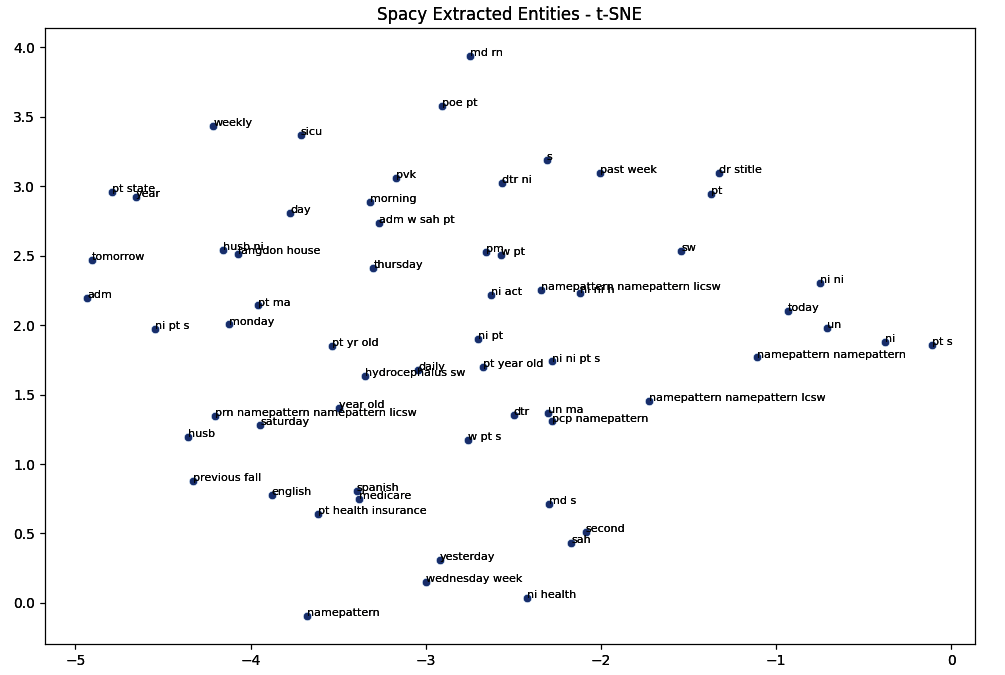 Spacy Extracted Entities - t-SNE
4.0
md rn
poe pt
3.5
weekly
sicu
s
past week
dr stitle
pvk
dtr ni
3.0
pt state
year
pt
morning
day
adm w sah pt
husb ni
langdon house
pm
w pt
sw
2.5
tomorrow
thursday
ni ni
adm
ni act
namepattern namepattern licsw
ni ni h
pt ma
today
2.0
ni pt s
monday
un
ni pt
ni
pt s
pt yr old
namepattern namepattern
ni ni pt s
pt year old
daily
hydrocephalus sw
1.5
namepattern namepattern lcsw
year old
prn namepattern namepattern licsw
dtr
un ma
pcp namepattern
saturday
husb
w pt s
1.0
previous fall
english
spanish
medicare
md s
pt health insurance
0.5
second
sah
yesterday
wednesday week
ni health
0.0
namepattern
−5
−4
−3
−2
−1
0